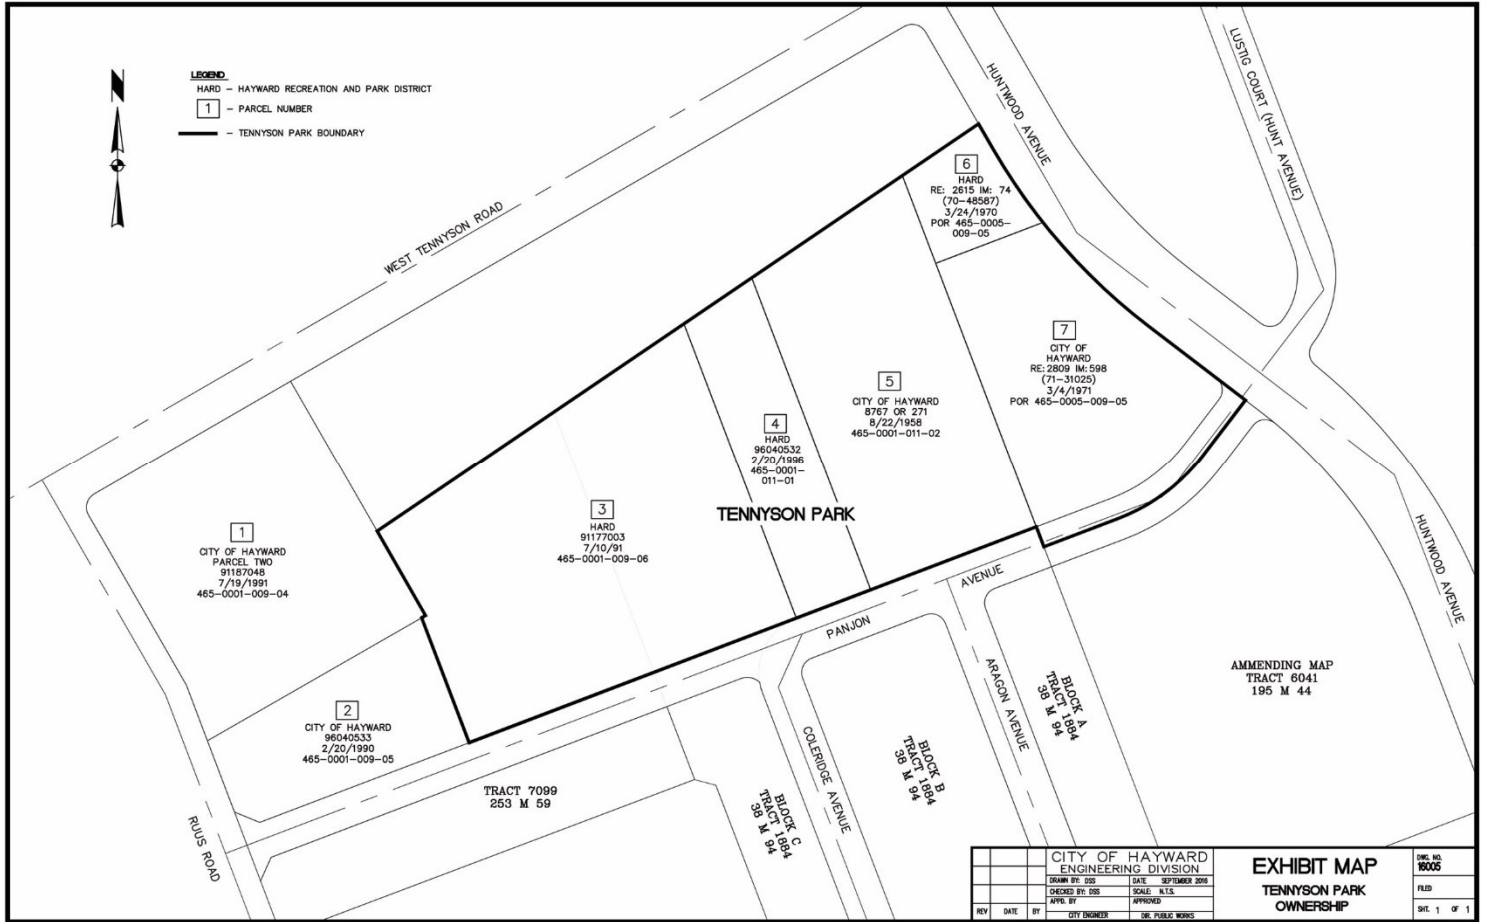 N
LEGEND
HARD – HAYWARD RECREATION AND PARK DISTRICT
1 – PARCEL NUMBER
– TENNYSON PARK BOUNDARY
WEST TENNYSON ROAD
HUNTWOOD AVENUE
LUSTIG COURT (HUNT AVENUE)
6
HARD
RE: 2615 IM: 74
(70-48587)
3/24/1970
POR 465-0005-
009-05
7
CITY OF
HAYWARD
RE: 2809 IM: 598
(71-31025)
3/4/1971
POR 465-0005-009-05
5
CITY OF HAYWARD
8767 OR 271
8/22/1958
465-0001-011-02
4
HARD
96040532
2/20/1996
465-0001-
011-01
TENNYSON PARK
3
HARD
91177003
7/10/91
465-0001-009-06
1
CITY OF HAYWARD
PARCEL TWO
91187048
7/19/1991
465-0001-009-04
2
CITY OF HAYWARD
96040533
2/20/1990
465-0001-009-05
PANJON AVENUE
HUNTWOOD AVENUE
RUUS ROAD
COLERIDGE AVENUE
ARAGON AVENUE
TRACT 7099
253 M 59
BLOCK C
TRACT 1884
38 M 94
BLOCK B
TRACT 1884
38 M 94
BLOCK A
TRACT 1884
38 M 94
AMMENDING MAP
TRACT 6041
195 M 44
CITY OF HAYWARD
ENGINEERING DIVISION
DRAWN BY: DSS DATE SEPTEMBER 2016
CHECKED BY: DSS SCALE: N.T.S.
APPD. BY APPROVED
REV DATE BY CITY ENGINEER DIR. PUBLIC WORKS
EXHIBIT MAP
TENNYSON PARK
OWNERSHIP
DWG. NO.
16005
FILED
SHT. 1 OF 1